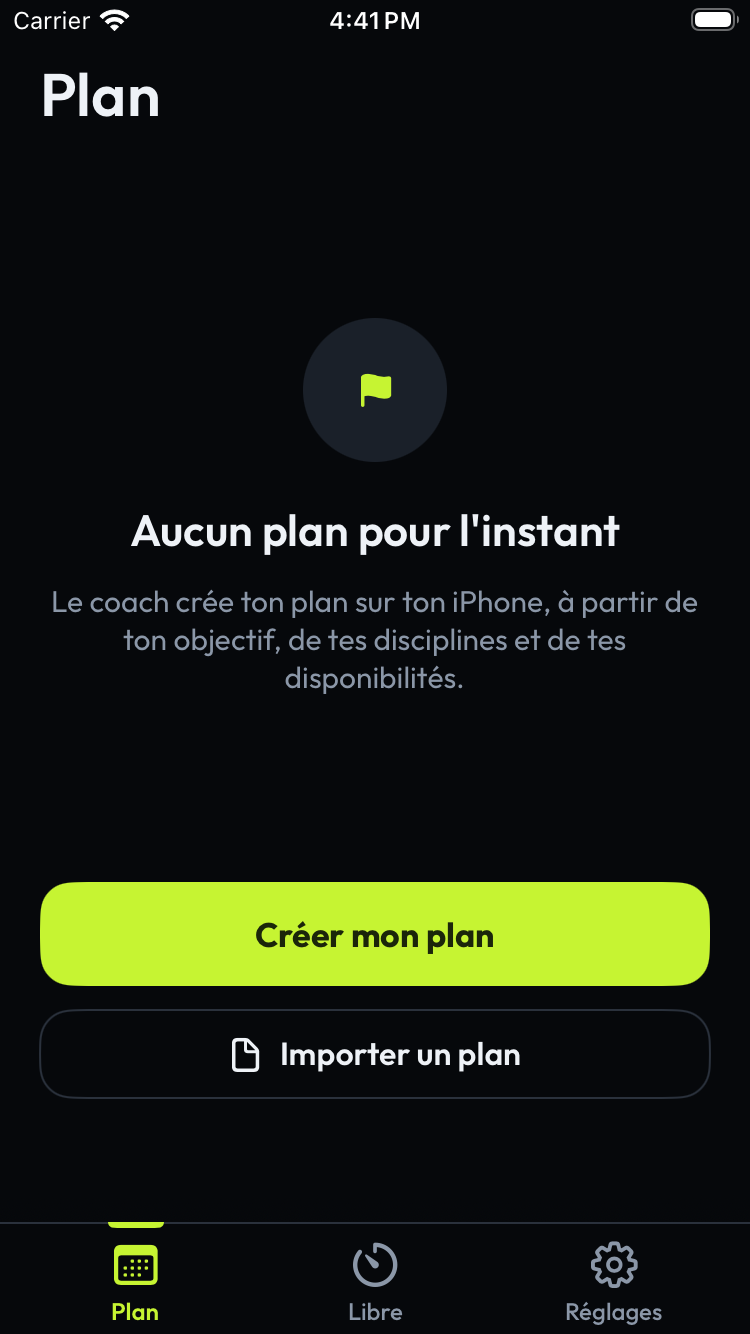 Carrier 4:41 PM
Plan
Aucun plan pour l'instant
Le coach crée ton plan sur ton iPhone, à partir de
ton objectif, de tes disciplines et de tes
disponibilités.
Créer mon plan
Importer un plan
Plan Libre Réglages